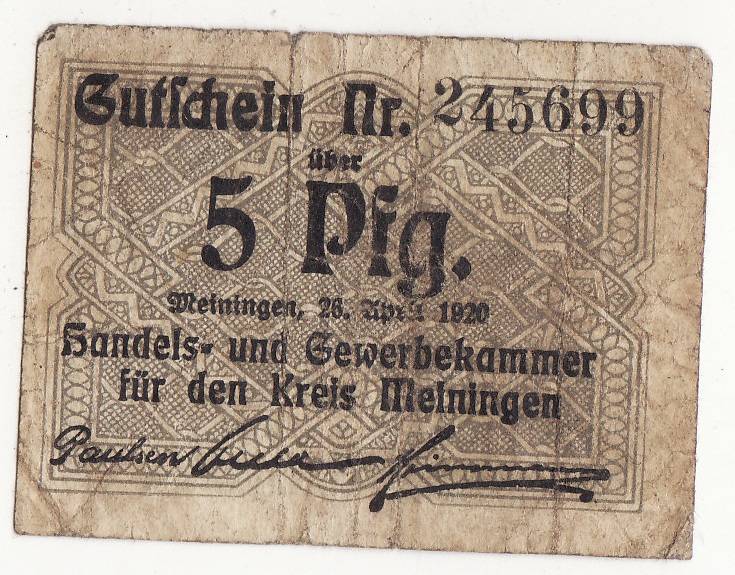 Gutschein Nr. 245699
über
5 Pfg.
Meiningen, 26. April 1920
Handels- und Gewerbekammer
für den Kreis Meiningen
Paulsen